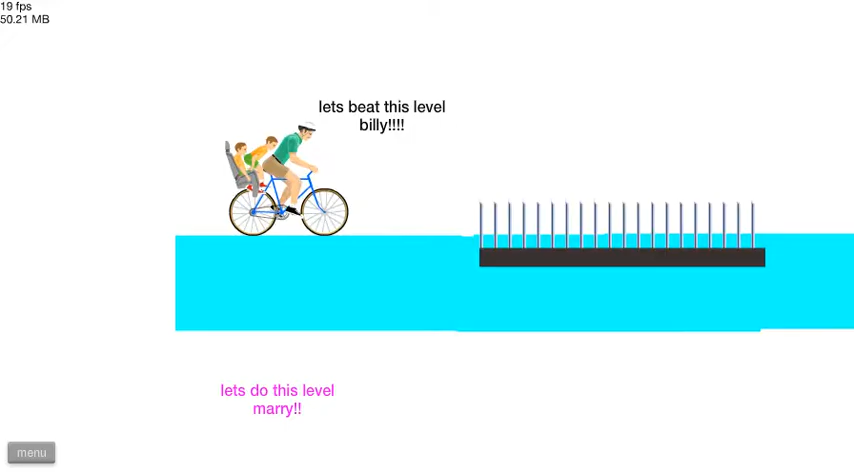 19 fps
50.21 MB
lets beat this level
billy!!!!
lets do this level
marry!!
menu